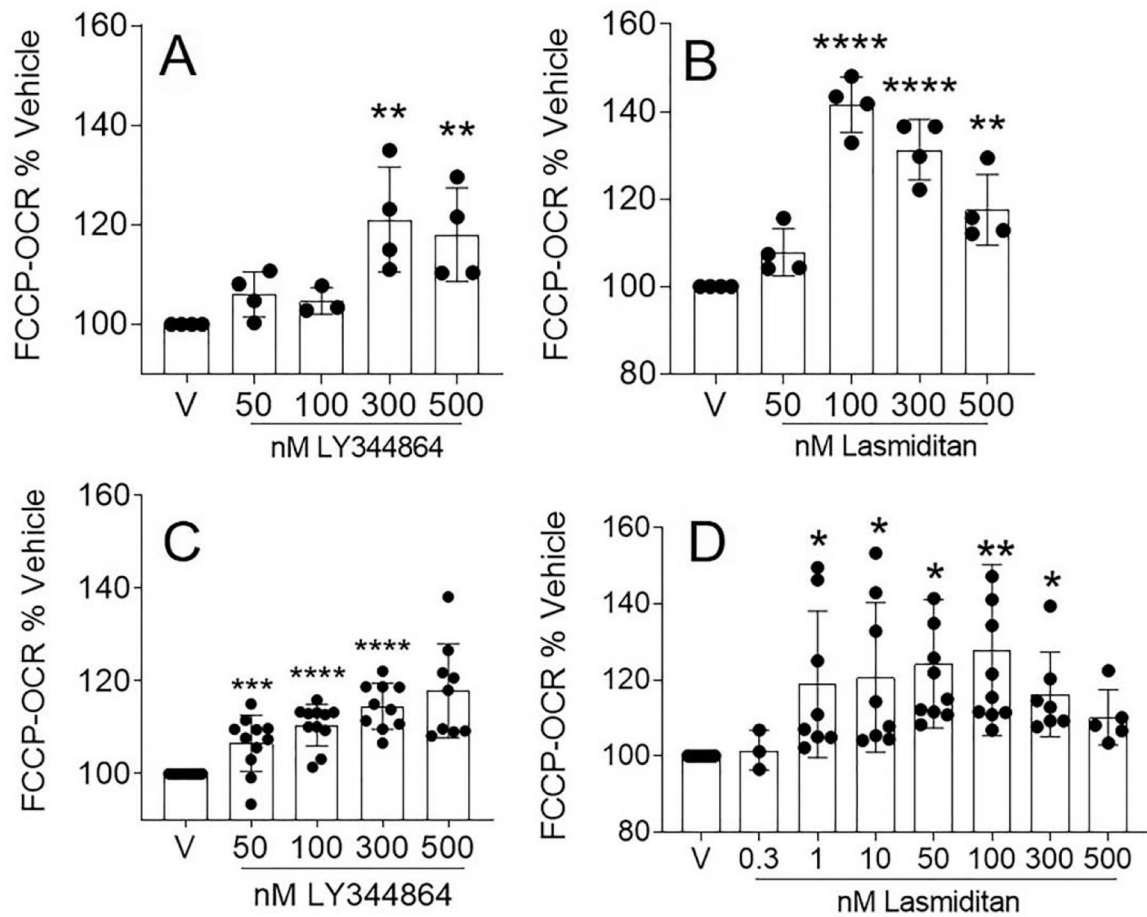 A
FCCP-OCR % Vehicle
160
140
120
100
** **
V 50 100 300 500
nM LY344864
B
FCCP-OCR % Vehicle
160
140
120
100
80
**** **** **
V 50 100 300 500
nM Lasmiditan
C
FCCP-OCR % Vehicle
160
140
120
100
*** **** ****
V 50 100 300 500
nM LY344864
D
FCCP-OCR % Vehicle
160
140
120
100
80
* * * ** *
V 0.3 1 10 50 100 300 500
nM Lasmiditan